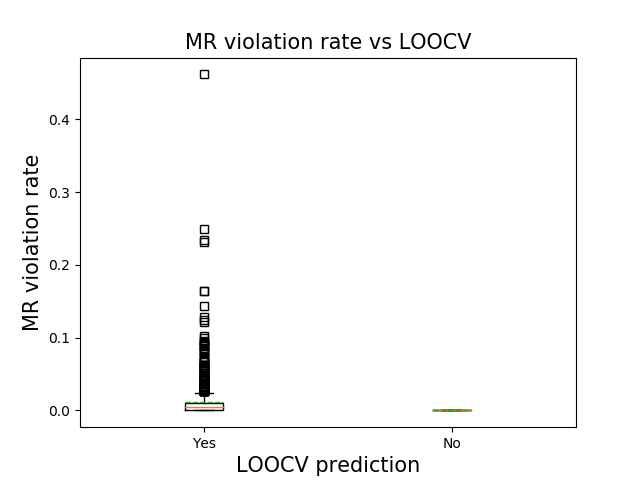 MR violation rate vs LOOCV
MR violation rate
0.4
0.3
0.2
0.1
0.0
Yes
No
LOOCV prediction